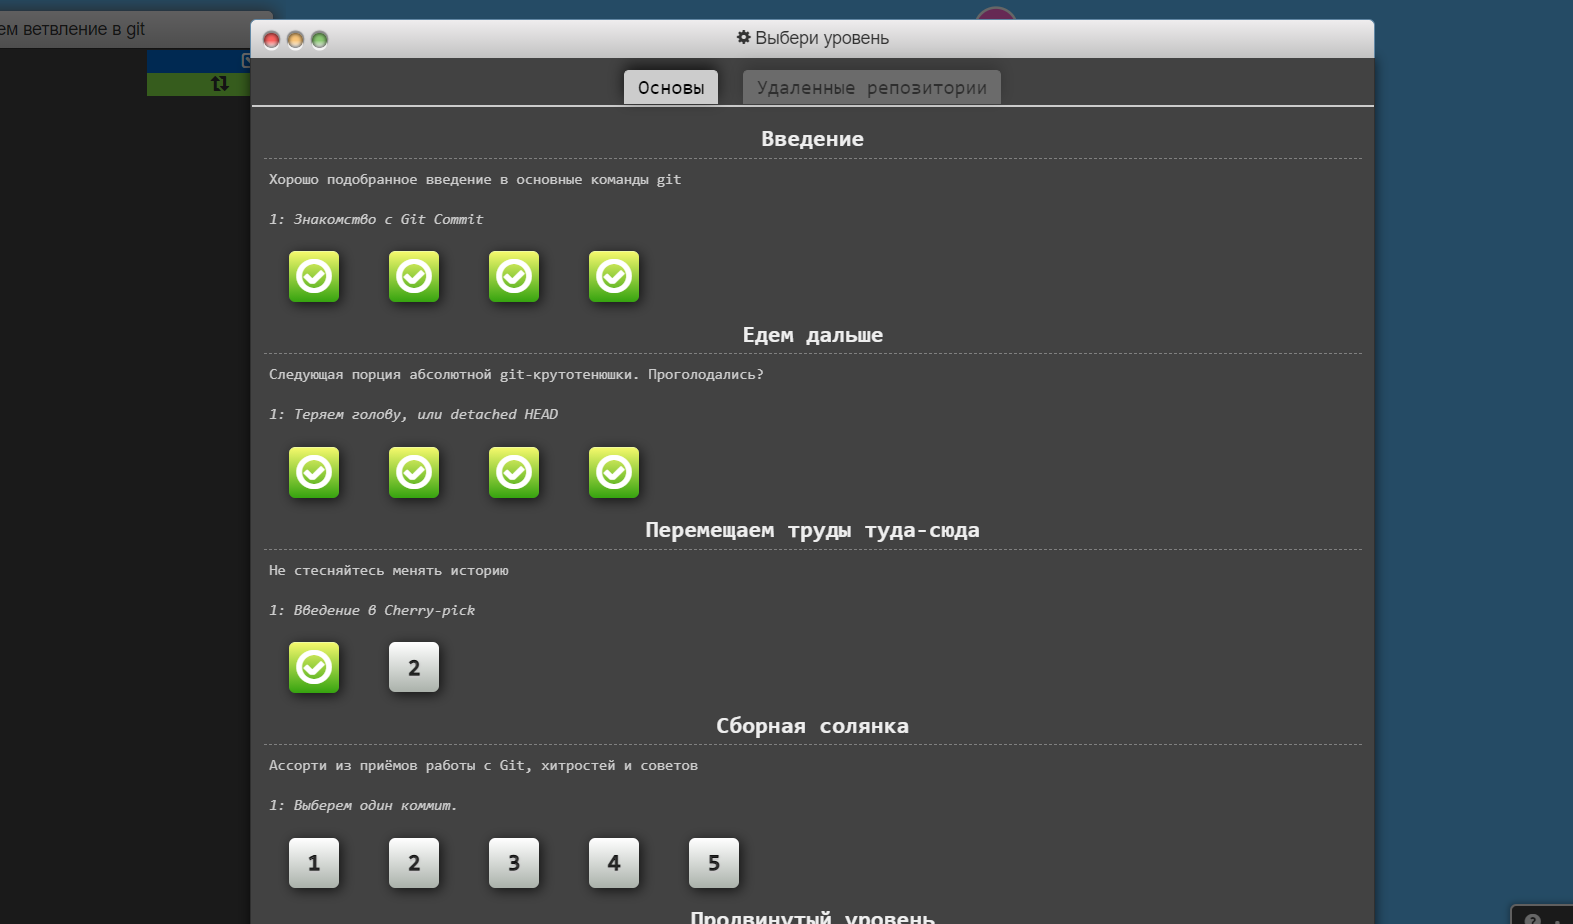 ем ветвление в git
Выбери уровень
Основы
Удаленные репозитории
Введение
Хорошо подобранное введение в основные команды git
1: Знакомство с Git Commit
Едем дальше
Следующая порция абсолютной git-крутотенюшки. Проголодались?
1: Теряем голову, или detached HEAD
Перемещаем труды туда-сюда
Не стесняйтесь менять историю
1: Введение в Cherry-pick
2
Сборная солянка
Ассорти из приёмов работы с Git, хитростей и советов
1: Выберем один коммит.
1 2 3 4 5
Продвинутый уровень